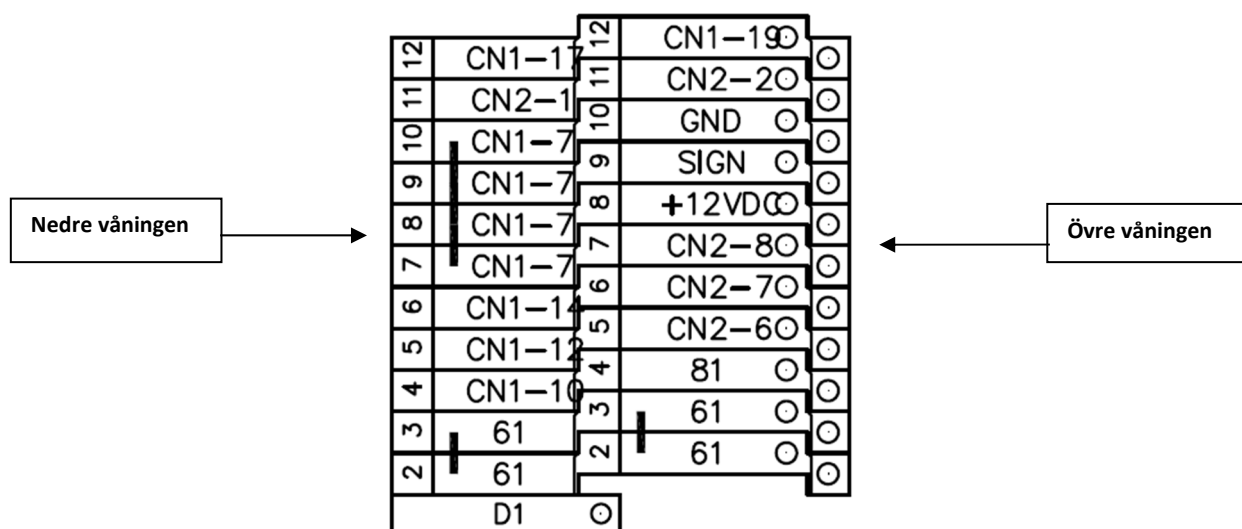 12 CN1-19
12 CN1-17
11 CN2-2
11 CN2-1
10 GND
10 CN1-7
9 SIGN
9 CN1-7
8 +12VDC
8 CN1-7
7 CN2-8
7 CN1-7
6 CN2-7
6 CN1-14
5 CN2-6
5 CN1-12
4 81
4 CN1-10
3 61
3 61
2 61
2 61
D1
Nedre våningen
Övre våningen